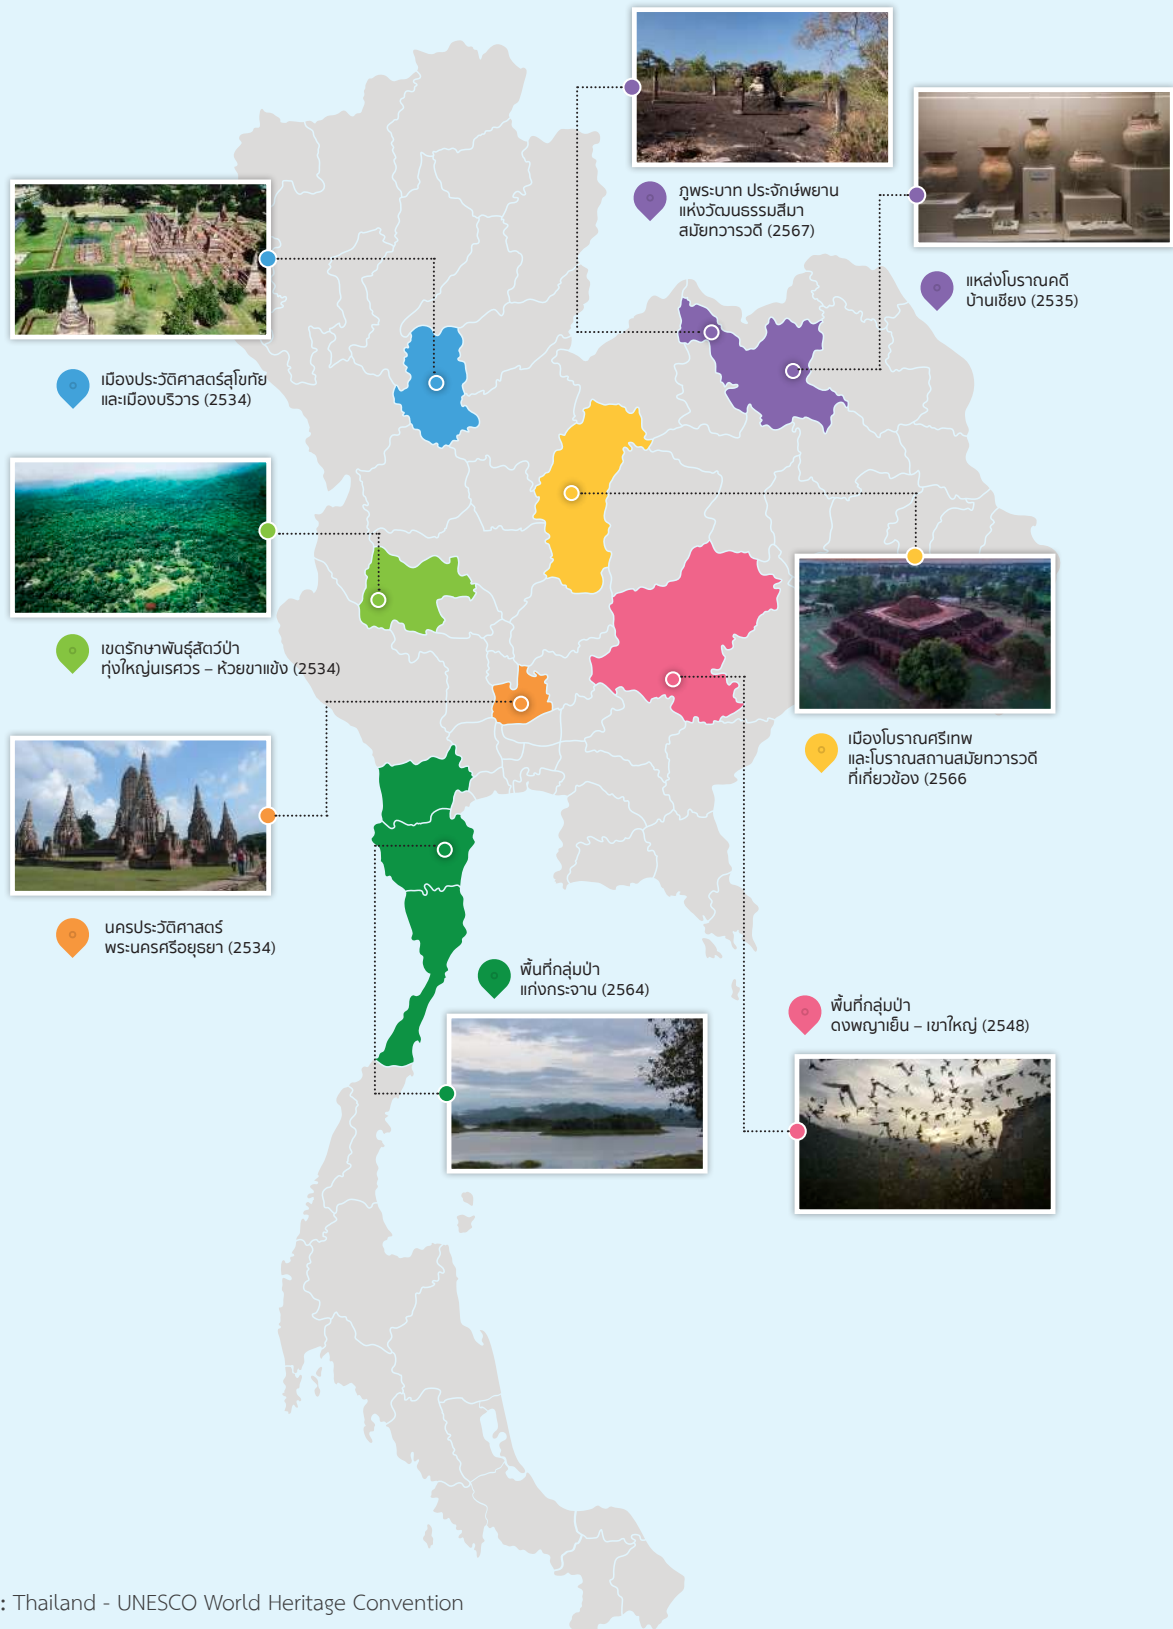 ภูพระบาท ประจักษ์พยาน
แห่งวัฒนธรรมสีมา
สมัยทวารวดี (2567)
แหล่งโบราณคดี
บ้านเชียง (2535)
เมืองประวัติศาสตร์สุโขทัย
และเมืองบริวาร (2534)
เขตรักษาพันธุ์สัตว์ป่า
ทุ่งใหญ่นเรศวร – ห้วยขาแข้ง (2534)
เมืองโบราณศรีเทพ
และโบราณสถานสมัยทวารวดี
ที่เกี่ยวข้อง (2566
นครประวัติศาสตร์
พระนครศรีอยุธยา (2534)
พื้นที่กลุ่มป่า
แก่งกระจาน (2564)
พื้นที่กลุ่มป่า
ดงพญาเย็น – เขาใหญ่ (2548)
: Thailand - UNESCO World Heritage Convention